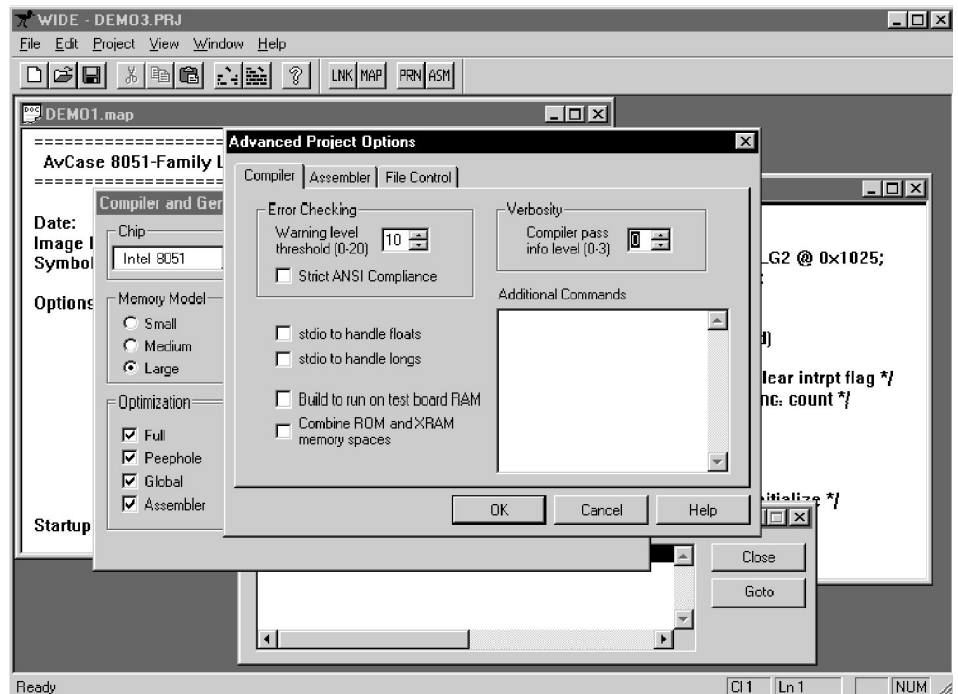 WIDE - DEMO3.PRJ
File Edit Project View Window Help
LNK MAP PRN ASM
DOC DEMO1.map
AvCase 8051-Family L
Date:
Image
Symbol
Options
Startup
Compiler and Ger
Chip
Intel 8051
Memory Model
Small
Medium
Large
Optimization
Full
Peephole
Global
Assembler
Advanced Project Options
Compiler Assembler File Control
Error Checking
Warning level
threshold (0-20)
10
Strict ANSI Compliance
stdio to handle floats
stdio to handle longs
Build to run on test board RAM
Combine ROM and XRAM
memory spaces
Verbosity
Compiler pass
info level (0-3)
0
Additional Commands
OK Cancel Help
_G2 @ 0x1025;
lear intrpt flag */
nc. count */
nitialize */
Close
Goto
Ready Cl 1 Ln 1 NUM